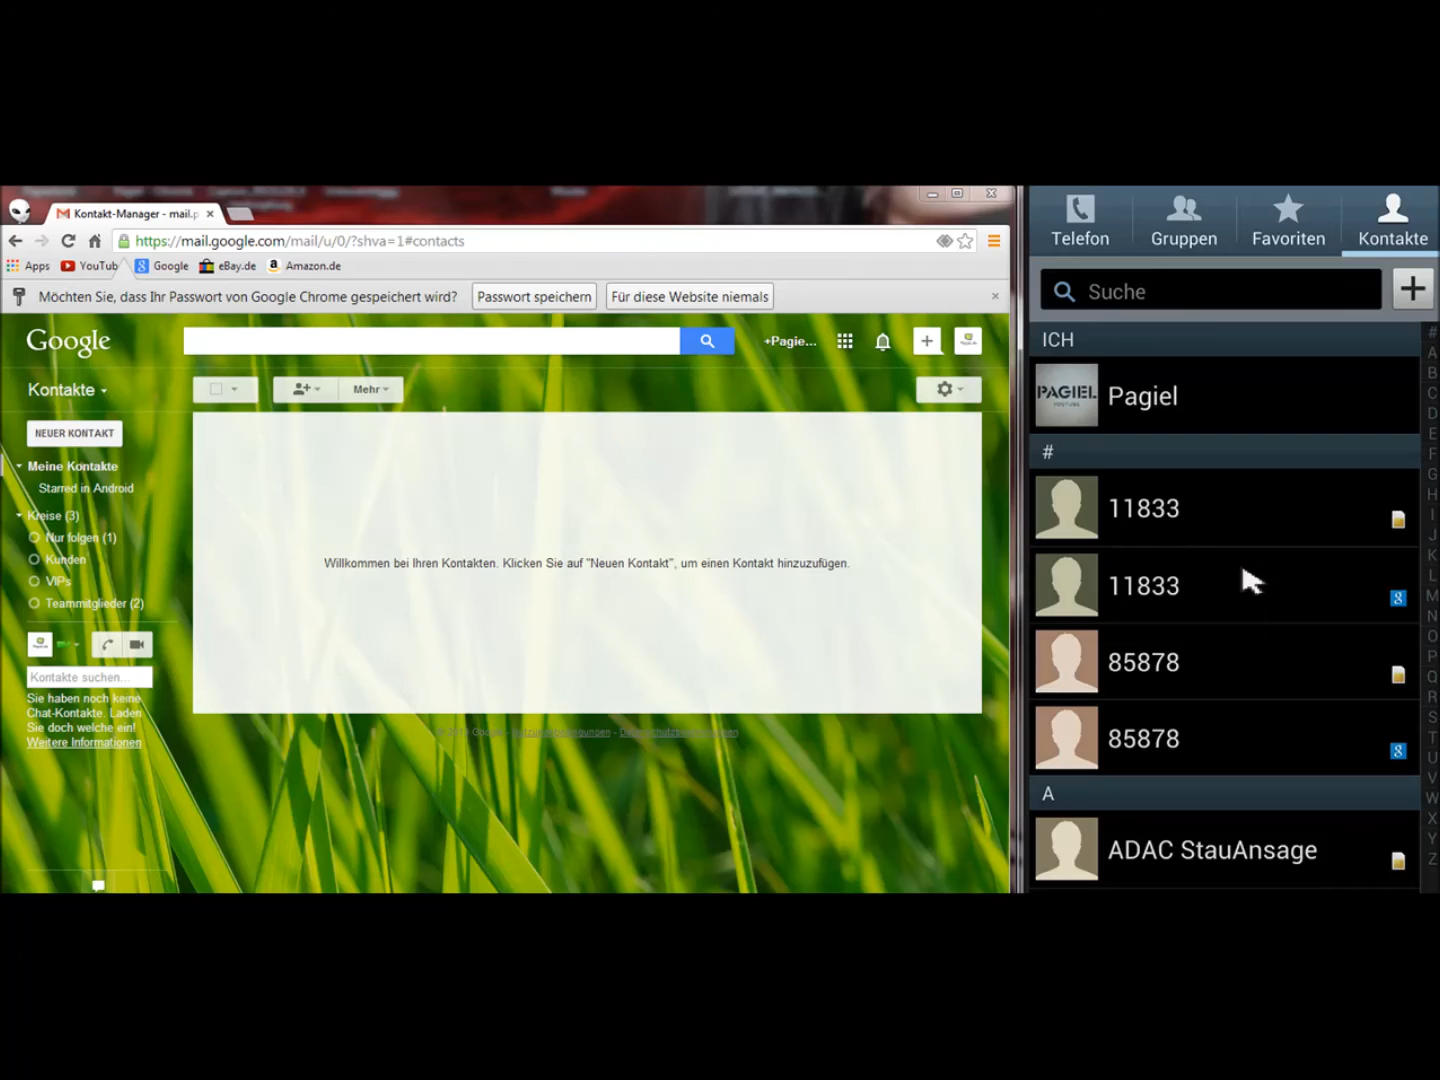 Kontakt-Manager - mail.p
https://mail.google.com/mail/u/0/?shva=1#contacts
Apps YouTube Google eBay.de Amazon.de
Möchten Sie, dass Ihr Passwort von Google Chrome gespeichert wird? Passwort speichern Für diese Website niemals
Google
+Pagie...
Kontakte
Mehr
NEUER KONTAKT
Meine Kontakte
Starred in Android
Kreise (3)
Nur folgen (1)
Kunden
VIPs
Teammitglieder (2)
Kontakte suchen...
Sie haben noch keine
Chat-Kontakte. Laden
Sie doch welche ein!
Weitere Informationen
Willkommen bei Ihren Kontakten. Klicken Sie auf "Neuen Kontakt", um einen Kontakt hinzuzufügen.
Telefon Gruppen Favoriten Kontakte
Suche
ICH
PAGIEL
YOUTUBE
Pagiel
#
11833
11833
8
85878
85878
8
A
ADAC StauAnsage
#
A
B
C
D
E
F
G
H
I
J
K
L
M
N
O
P
Q
R
S
T
U
V
W
X
Y
Z